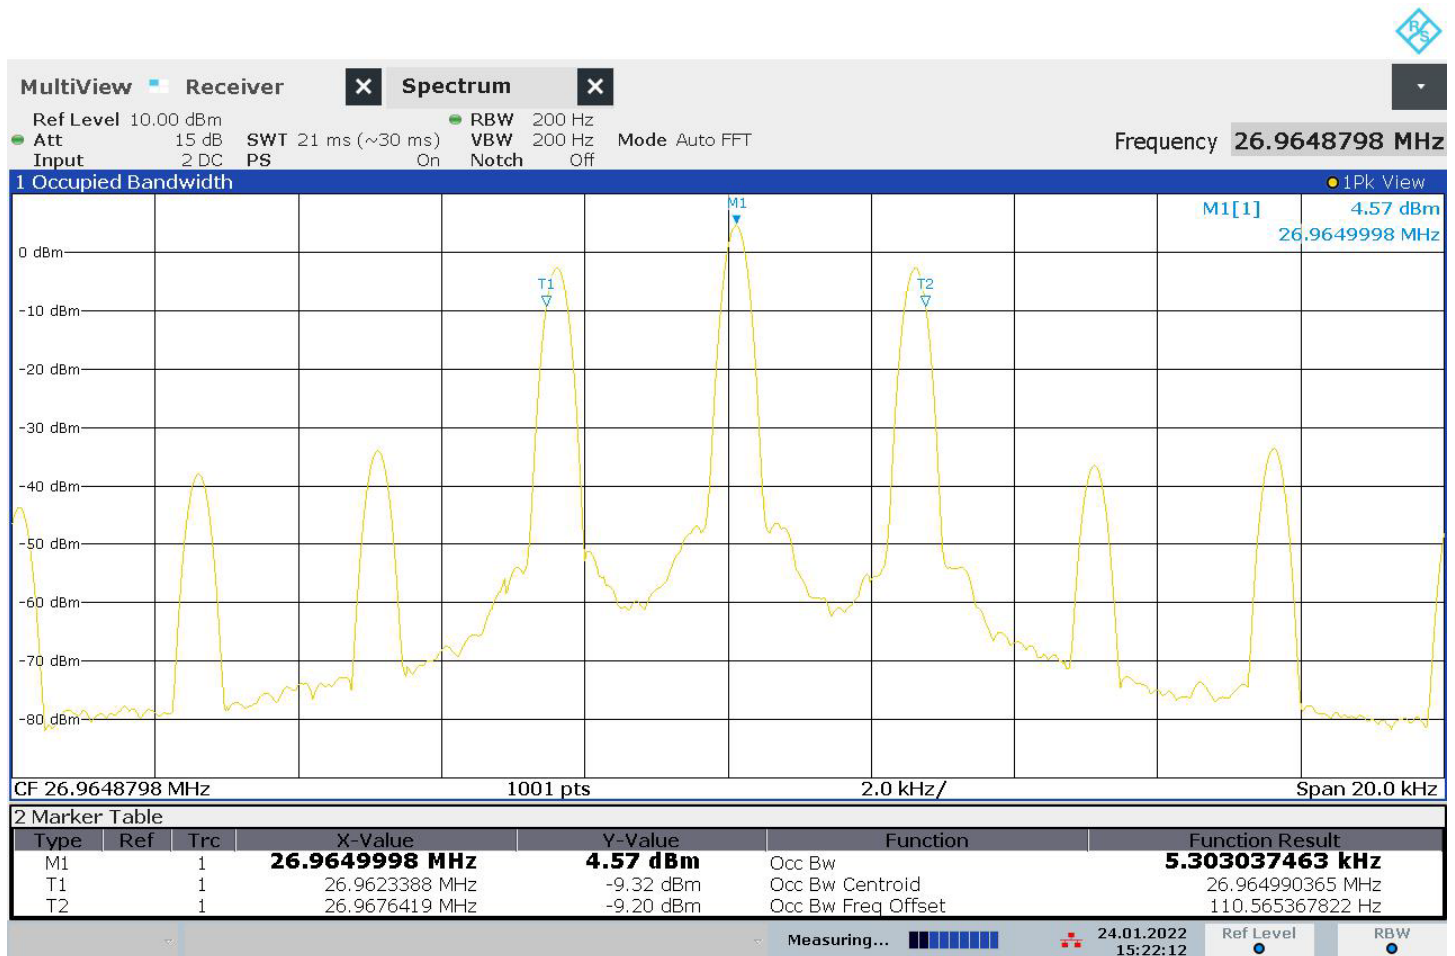 R&S
MultiView Receiver Spectrum
Ref Level 10.00 dBm RBW 200 Hz
Att 15 dB SWT 21 ms (~30 ms) VBW 200 Hz Mode Auto FFT Frequency 26.9648798 MHz
Input 2 DC PS On Notch Off
1 Occupied Bandwidth 1Pk View
M1 M1[1] 4.57 dBm
26.9649998 MHz
0 dBm
T1 T2
-10 dBm
-20 dBm
-30 dBm
-40 dBm
-50 dBm
-60 dBm
-70 dBm
-80 dBm
CF 26.9648798 MHz 1001 pts 2.0 kHz/ Span 20.0 kHz
2 Marker Table
Type Ref Trc X-Value Y-Value Function Function Result
M1 1 26.9649998 MHz 4.57 dBm Occ Bw 5.303037463 kHz
T1 1 26.9623388 MHz -9.32 dBm Occ Bw Centroid 26.964990365 MHz
T2 1 26.9676419 MHz -9.20 dBm Occ Bw Freq Offset 110.565367822 Hz
Measuring... 24.01.2022 Ref Level RBW
15:22:12